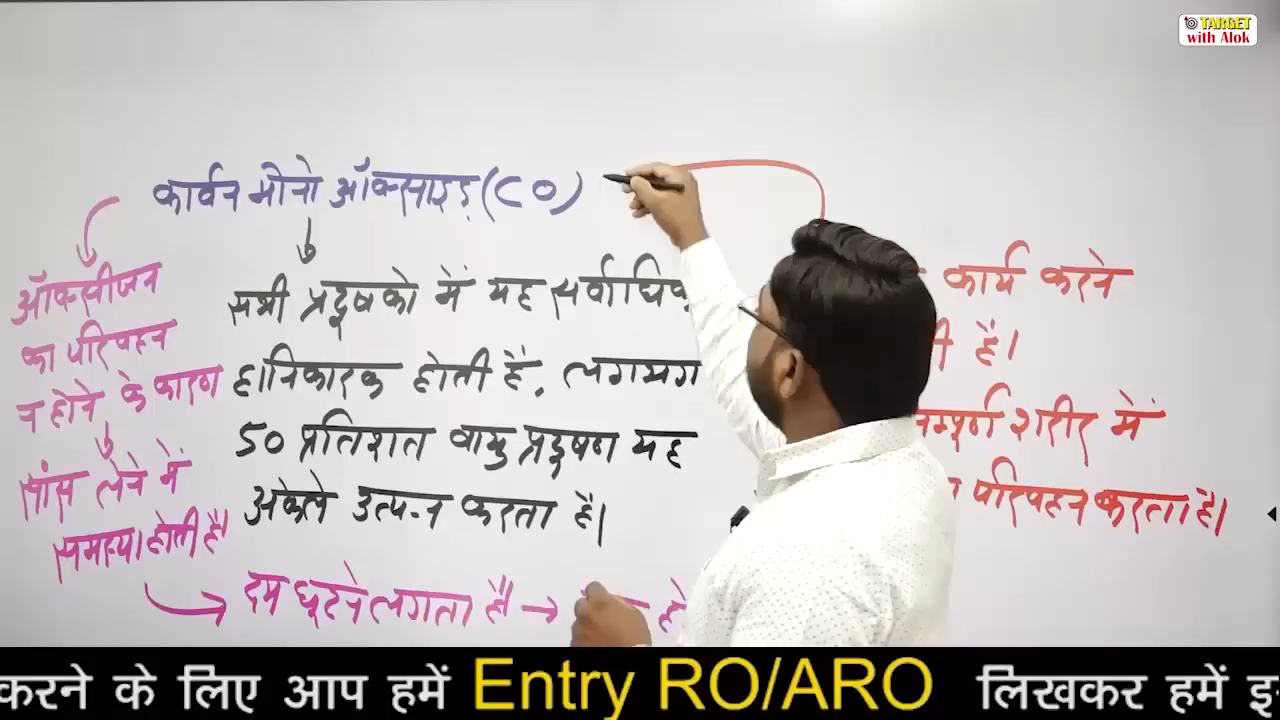 TARGET
with Alok
कार्बन मोनो ऑक्साइड (CO)
ऑक्सीजन
का परिवहन
न होने के कारण
सांस लेने में
समस्या होती है।
सभी प्रदूषको में यह सर्वाधिक
हानिकारक होती है, लगभग
50 प्रतिशत वायु प्रदूषण यह
अकेले उत्पन्न करता है।
दम घूटने लगता है →
कार्य करने
है।
सम्पूर्ण शरीर में
परिवहन करता है।
करने के लिए आप हमें Entry RO/ARO लिखकर हमें